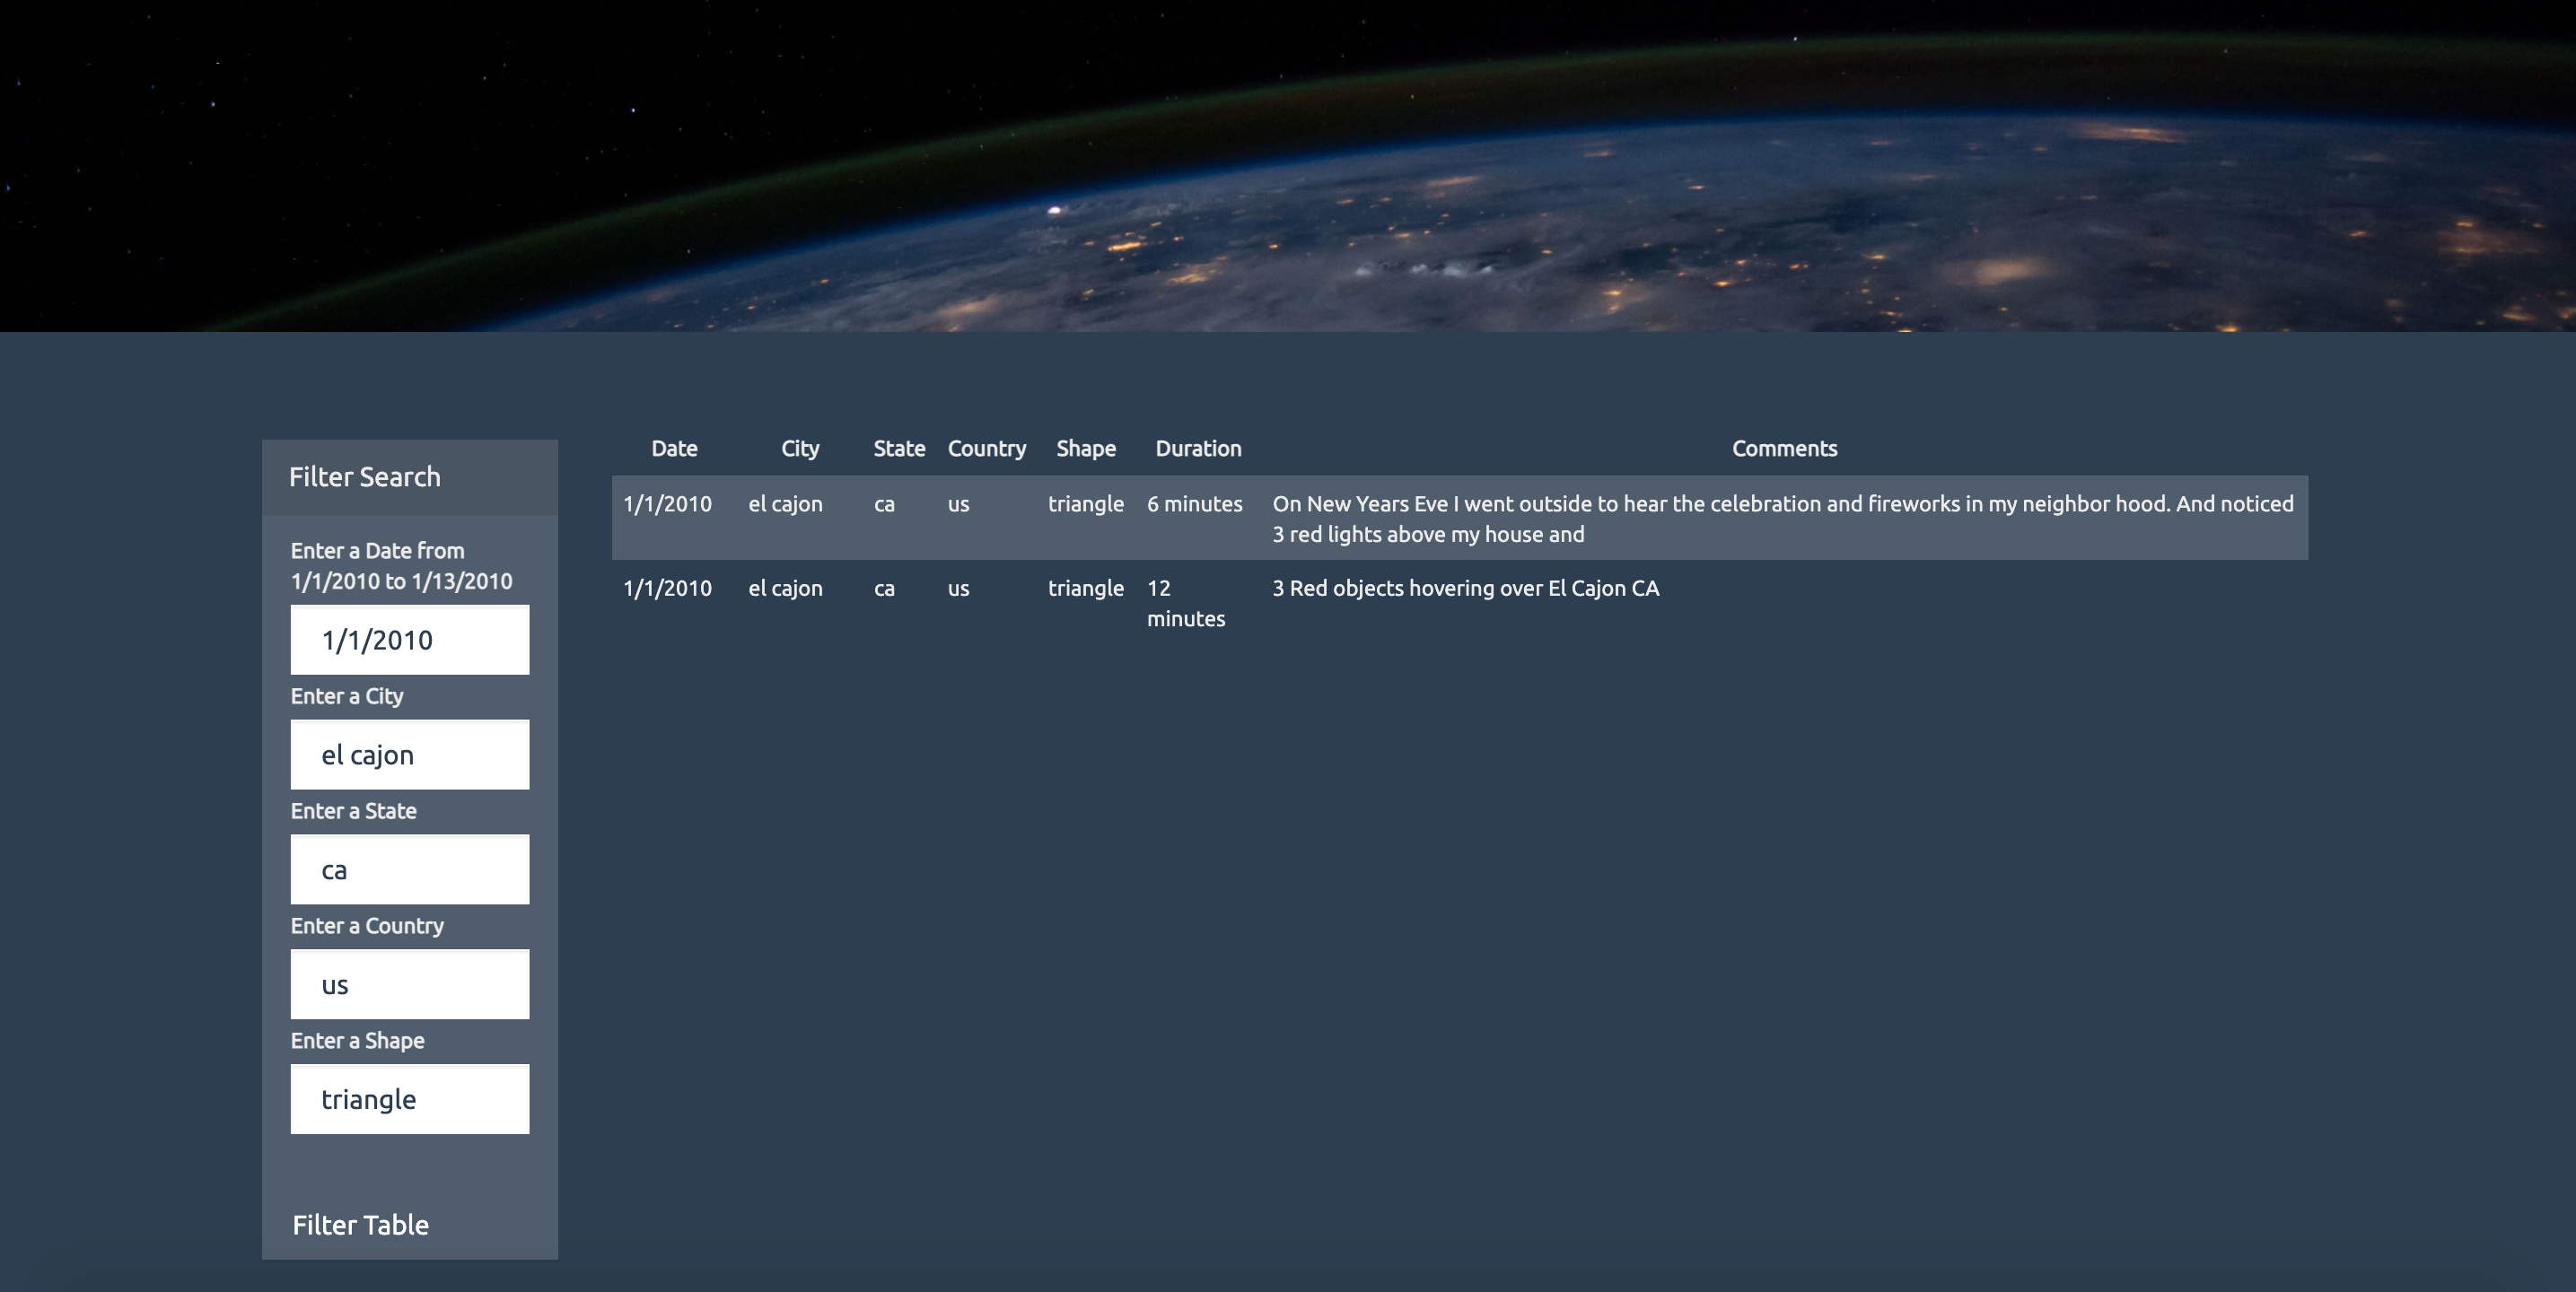 Filter Search
Enter a Date from
1/1/2010 to 1/13/2010
1/1/2010
Enter a City
el cajon
Enter a State
ca
Enter a Country
us
Enter a Shape
triangle
Filter Table
Date City State Country Shape Duration Comments
1/1/2010 el cajon ca us triangle 6 minutes On New Years Eve I went outside to hear the celebration and fireworks in my neighbor hood. And noticed
3 red lights above my house and
1/1/2010 el cajon ca us triangle 12 3 Red objects hovering over El Cajon CA
minutes